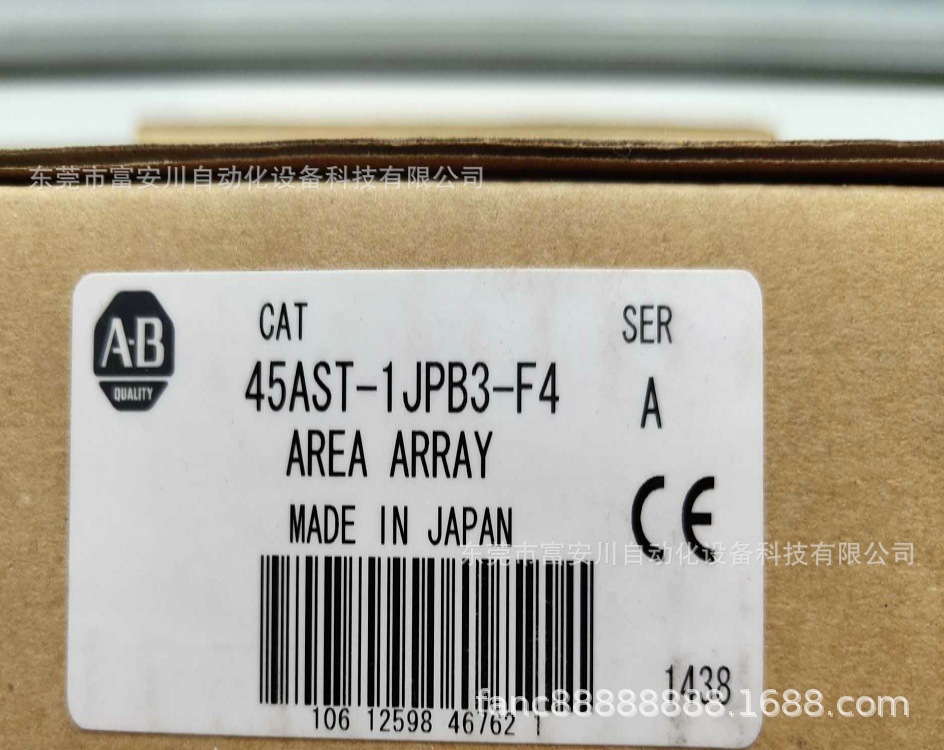 东莞市富安川自动化设备科技有限公司
A-B
QUALITY
CAT
SER
45AST-1JPB3-F4
A
AREA ARRAY
MADE IN JAPAN
CE
东莞市富安川自动化设备科技有限公司
1438
fanc88888888.1688.com
106 12598 46762 1